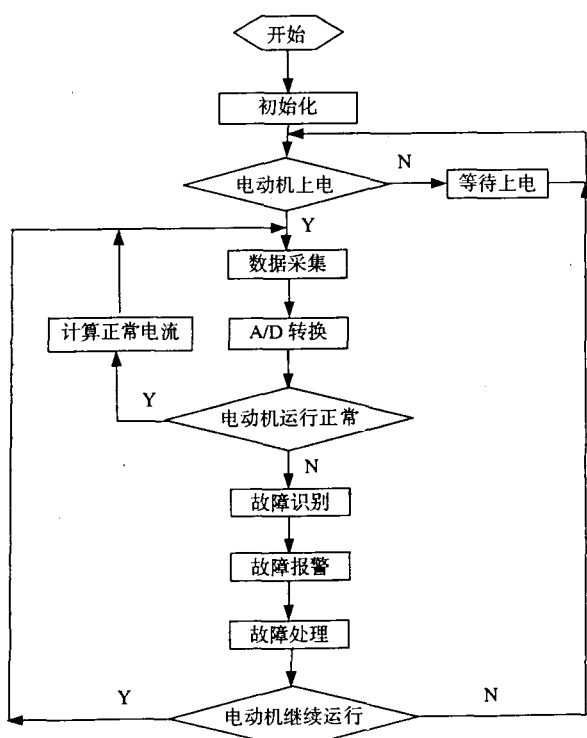 开始
初始化
电动机上电
N
等待上电
Y
数据采集
计算正常电流
A/D 转换
Y
电动机运行正常
N
故障识别
故障报警
故障处理
Y
电动机继续运行
N